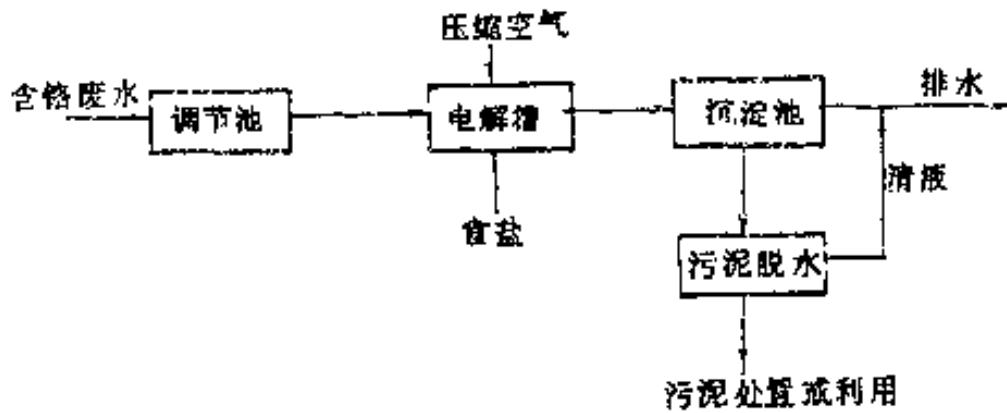 压缩空气
含铬废水
调节池
电解槽
沉淀池
排水
清液
食盐
污泥脱水
污泥处置或利用